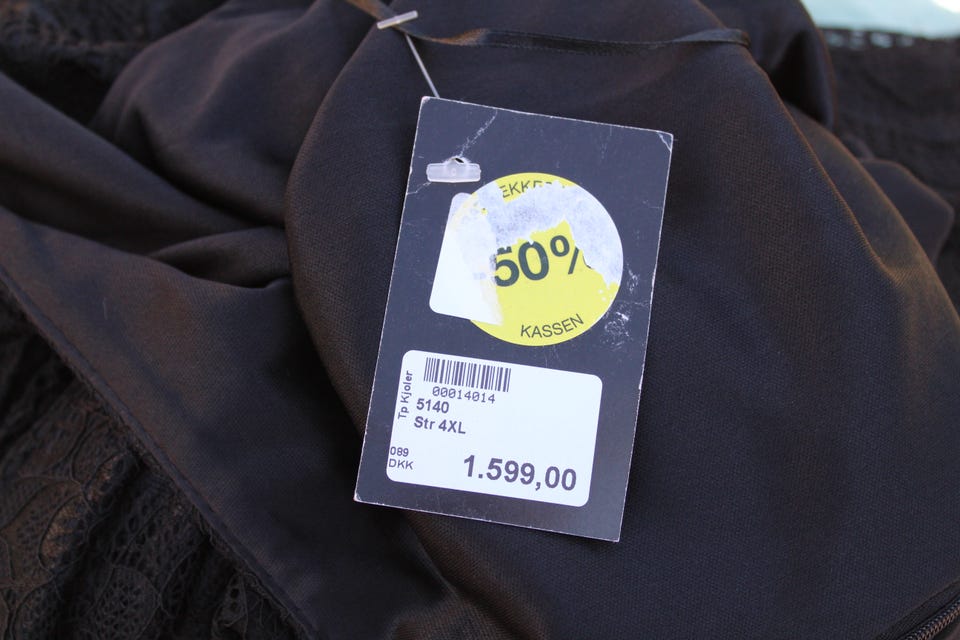 50%
KASSEN
Tp Kjoler
00014014
5140
Str 4XL
089
DKK
1.599,00